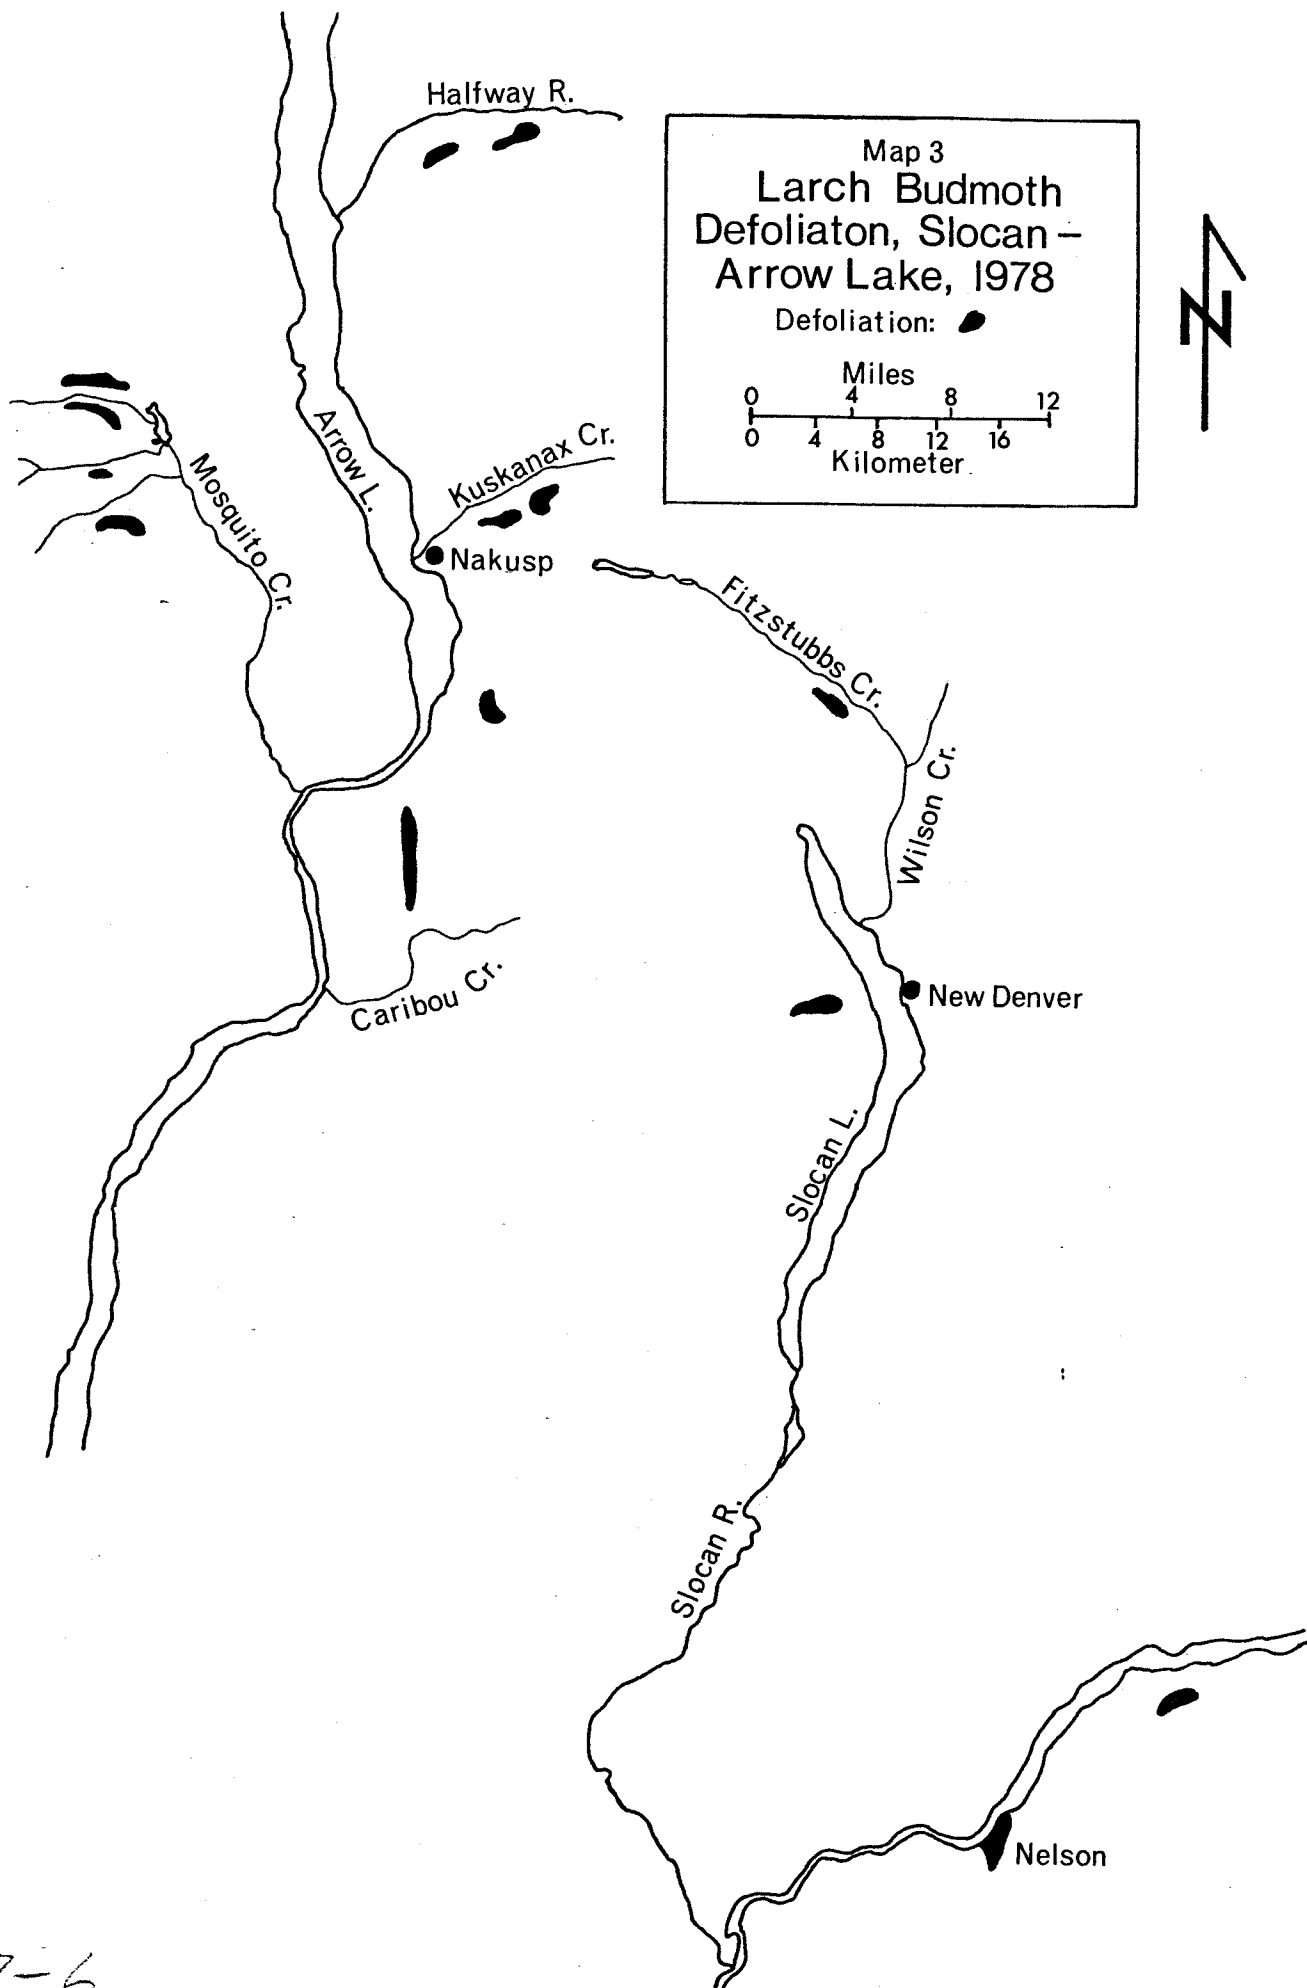 Halfway R.
Map 3
Larch Budmoth
Defoliaton, Slocan –
Arrow Lake, 1978
Defoliation:
Miles
0 4 8 12
0 4 8 12 16
Kilometer
N
Arrow L.
Kuskanax Cr.
Mosquito Cr.
Nakusp
Fitzstubbs Cr.
Wilson Cr.
Caribou Cr.
New Denver
Slocan L.
Slocan R.
Nelson